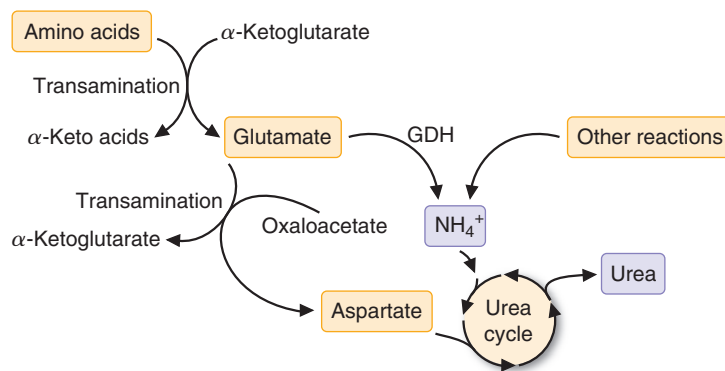 Amino acids
α-Ketoglutarate
Transamination
α-Keto acids
Glutamate
GDH
Other reactions
Transamination
Oxaloacetate
α-Ketoglutarate
NH₄⁺
Urea
Aspartate
Urea
cycle